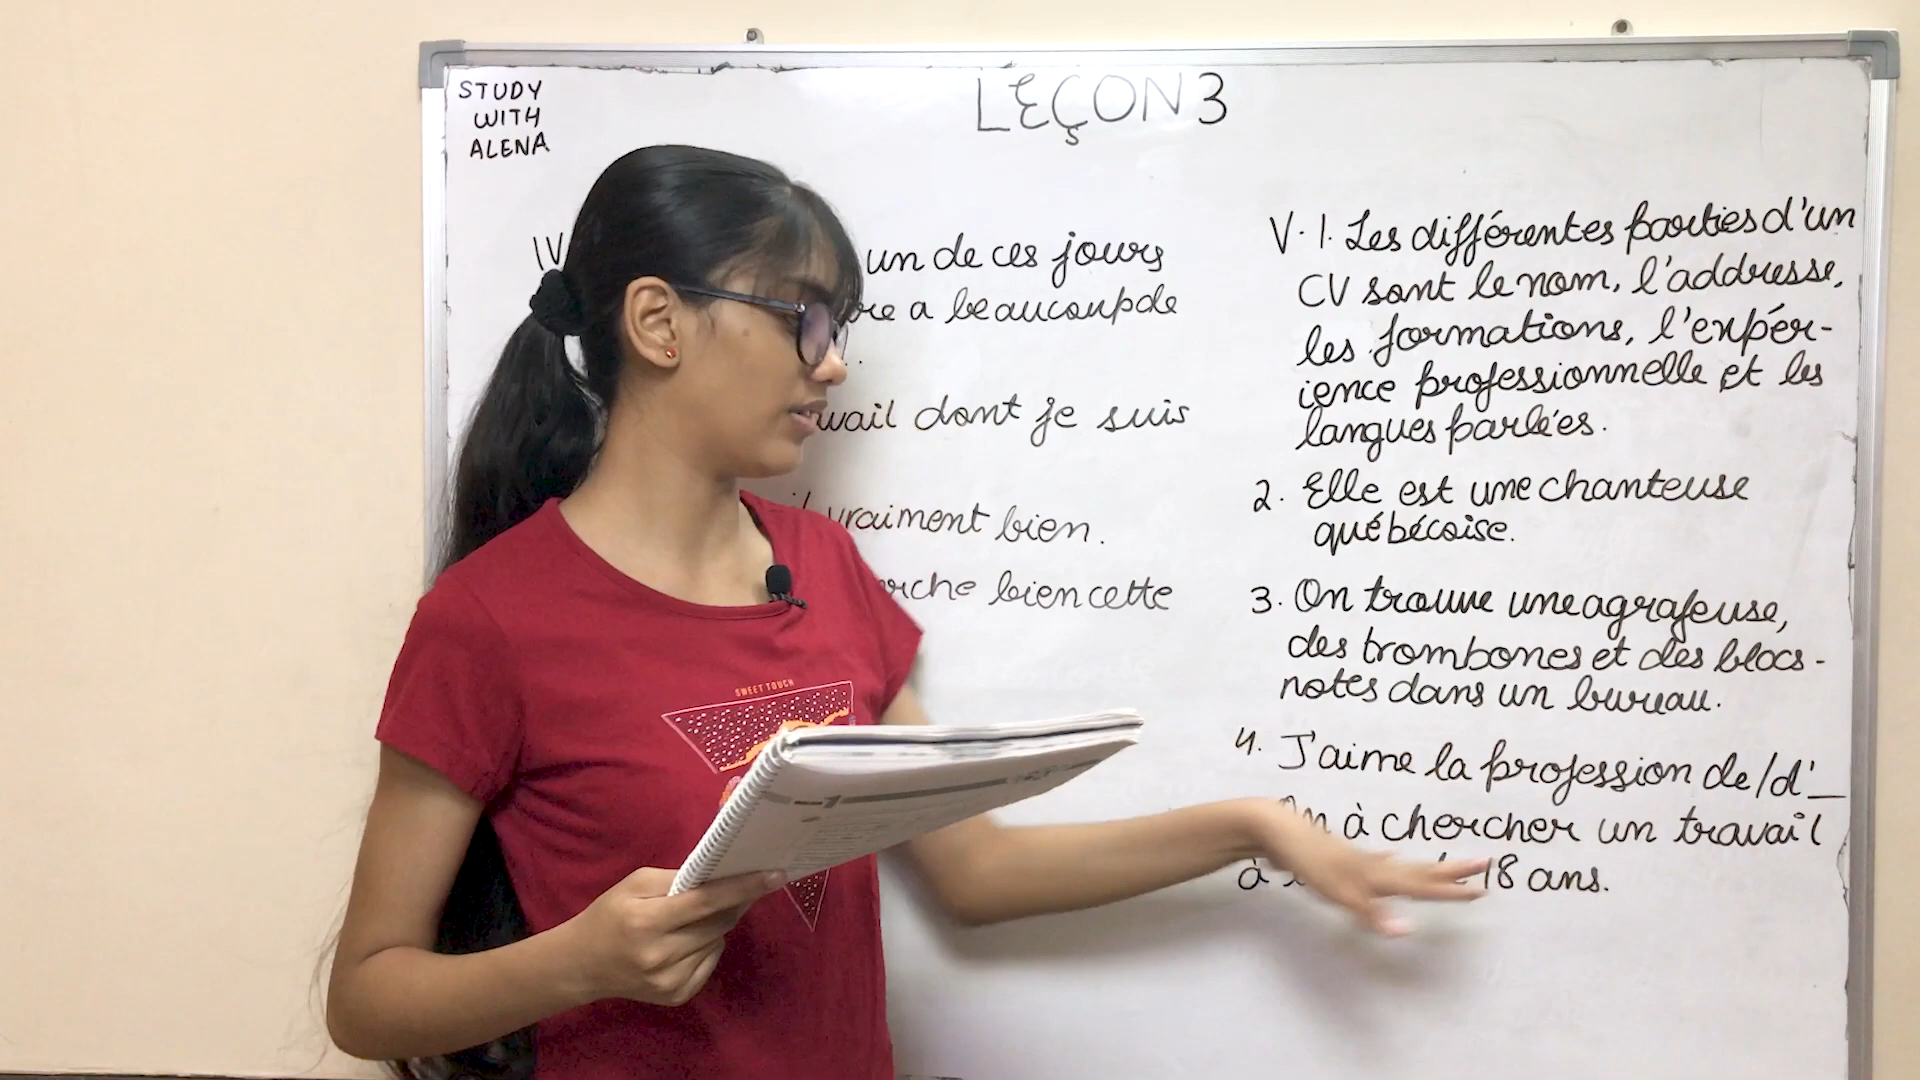 STUDY
WITH
ALENA
LEÇON 3
IV
un de ces jours
a beaucoup de
dont je suis
vraiment bien.
bien cette
V. 1. Les différentes parties d'un
CV sont le nom, l'addresse,
les formations, l'expér-
ience professionnelle et les
langues parlées.
2. Elle est une chanteuse
québécoise.
3. On trouve une agrafeuse,
des trombones et des blocs-
notes dans un bureau.
4. J'aime la profession de/d'_
à chercher un travail
à 18 ans.
SWEET TOUCH